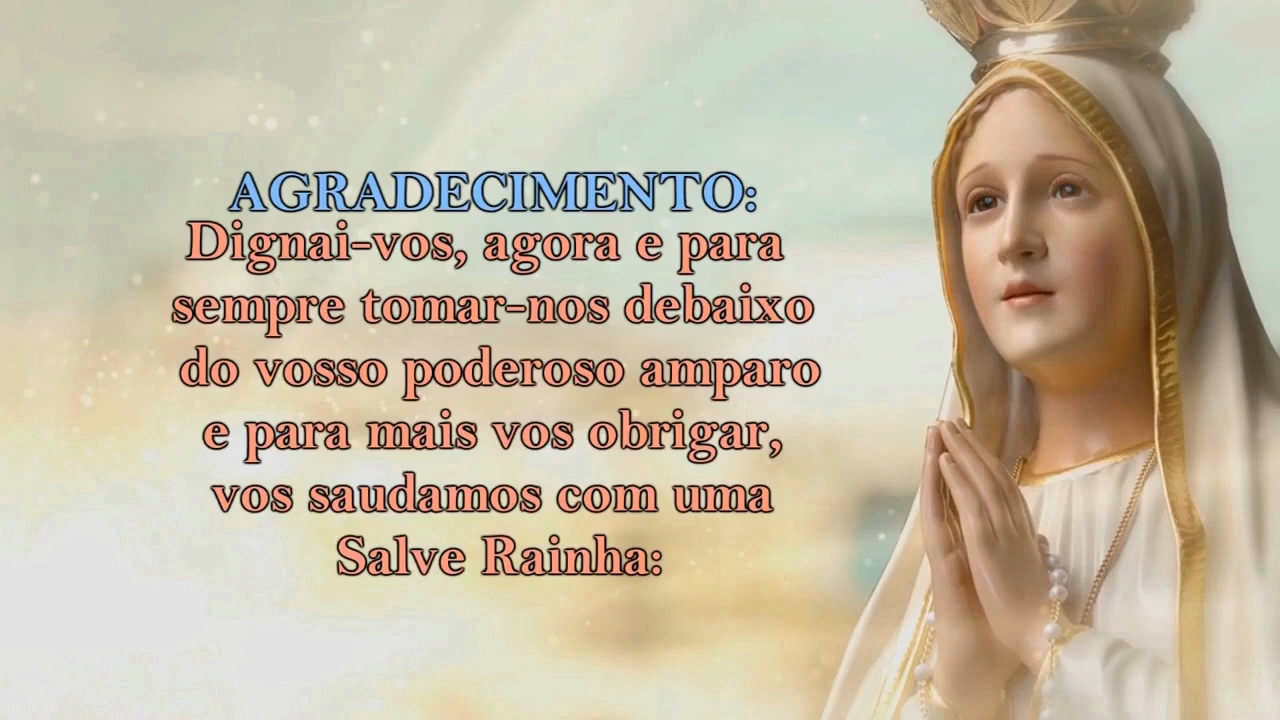 AGRADECIMENTO:
Dignai-vos, agora e para
sempre tomar-nos debaixo
do vosso poderoso amparo
e para mais vos obrigar,
vos saudamos com uma
Salve Rainha: